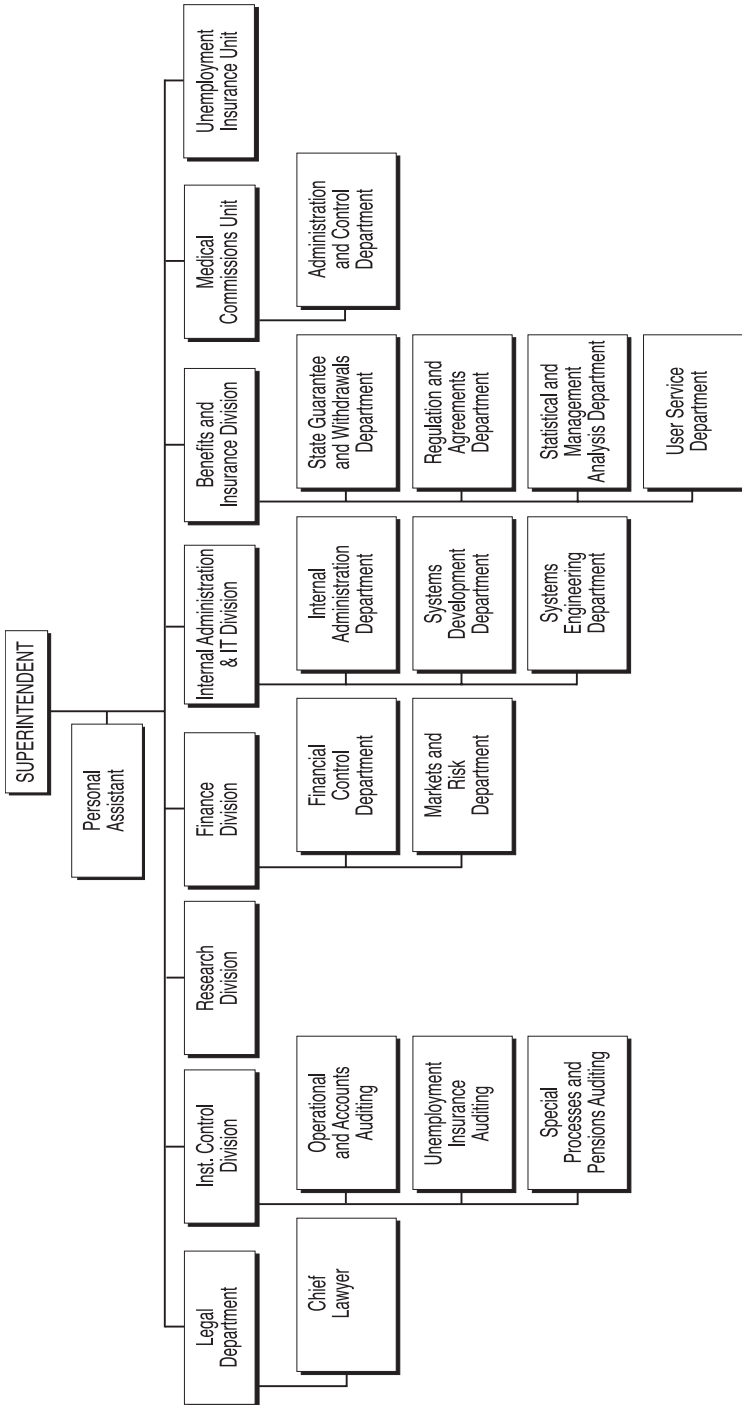 SUPERINTENDENT
Personal
Assistant
Legal
Department
Chief
Lawyer
Inst. Control
Division
Operational
and Accounts
Auditing
Unemployment
Insurance
Auditing
Special
Processes and
Pensions Auditing
Research
Division
Finance
Division
Financial
Control
Department
Markets and
Risk
Department
Internal Administration
& IT Division
Internal
Administration
Department
Systems
Development
Department
Systems
Engineering
Department
Benefits and
Insurance Division
State Guarantee
and Withdrawals
Department
Regulation and
Agreements
Department
Statistical and
Management
Analysis Department
User Service
Department
Medical
Commissions Unit
Administration
and Control
Department
Unemployment
Insurance Unit